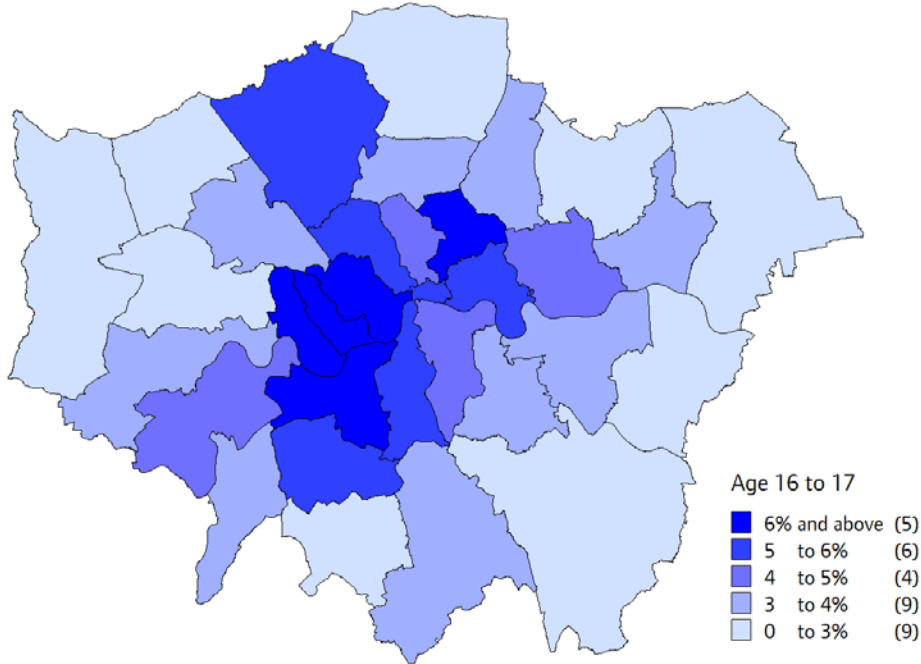 Age 16 to 17
6% and above (5)
5 to 6% (6)
4 to 5% (4)
3 to 4% (9)
0 to 3% (9)